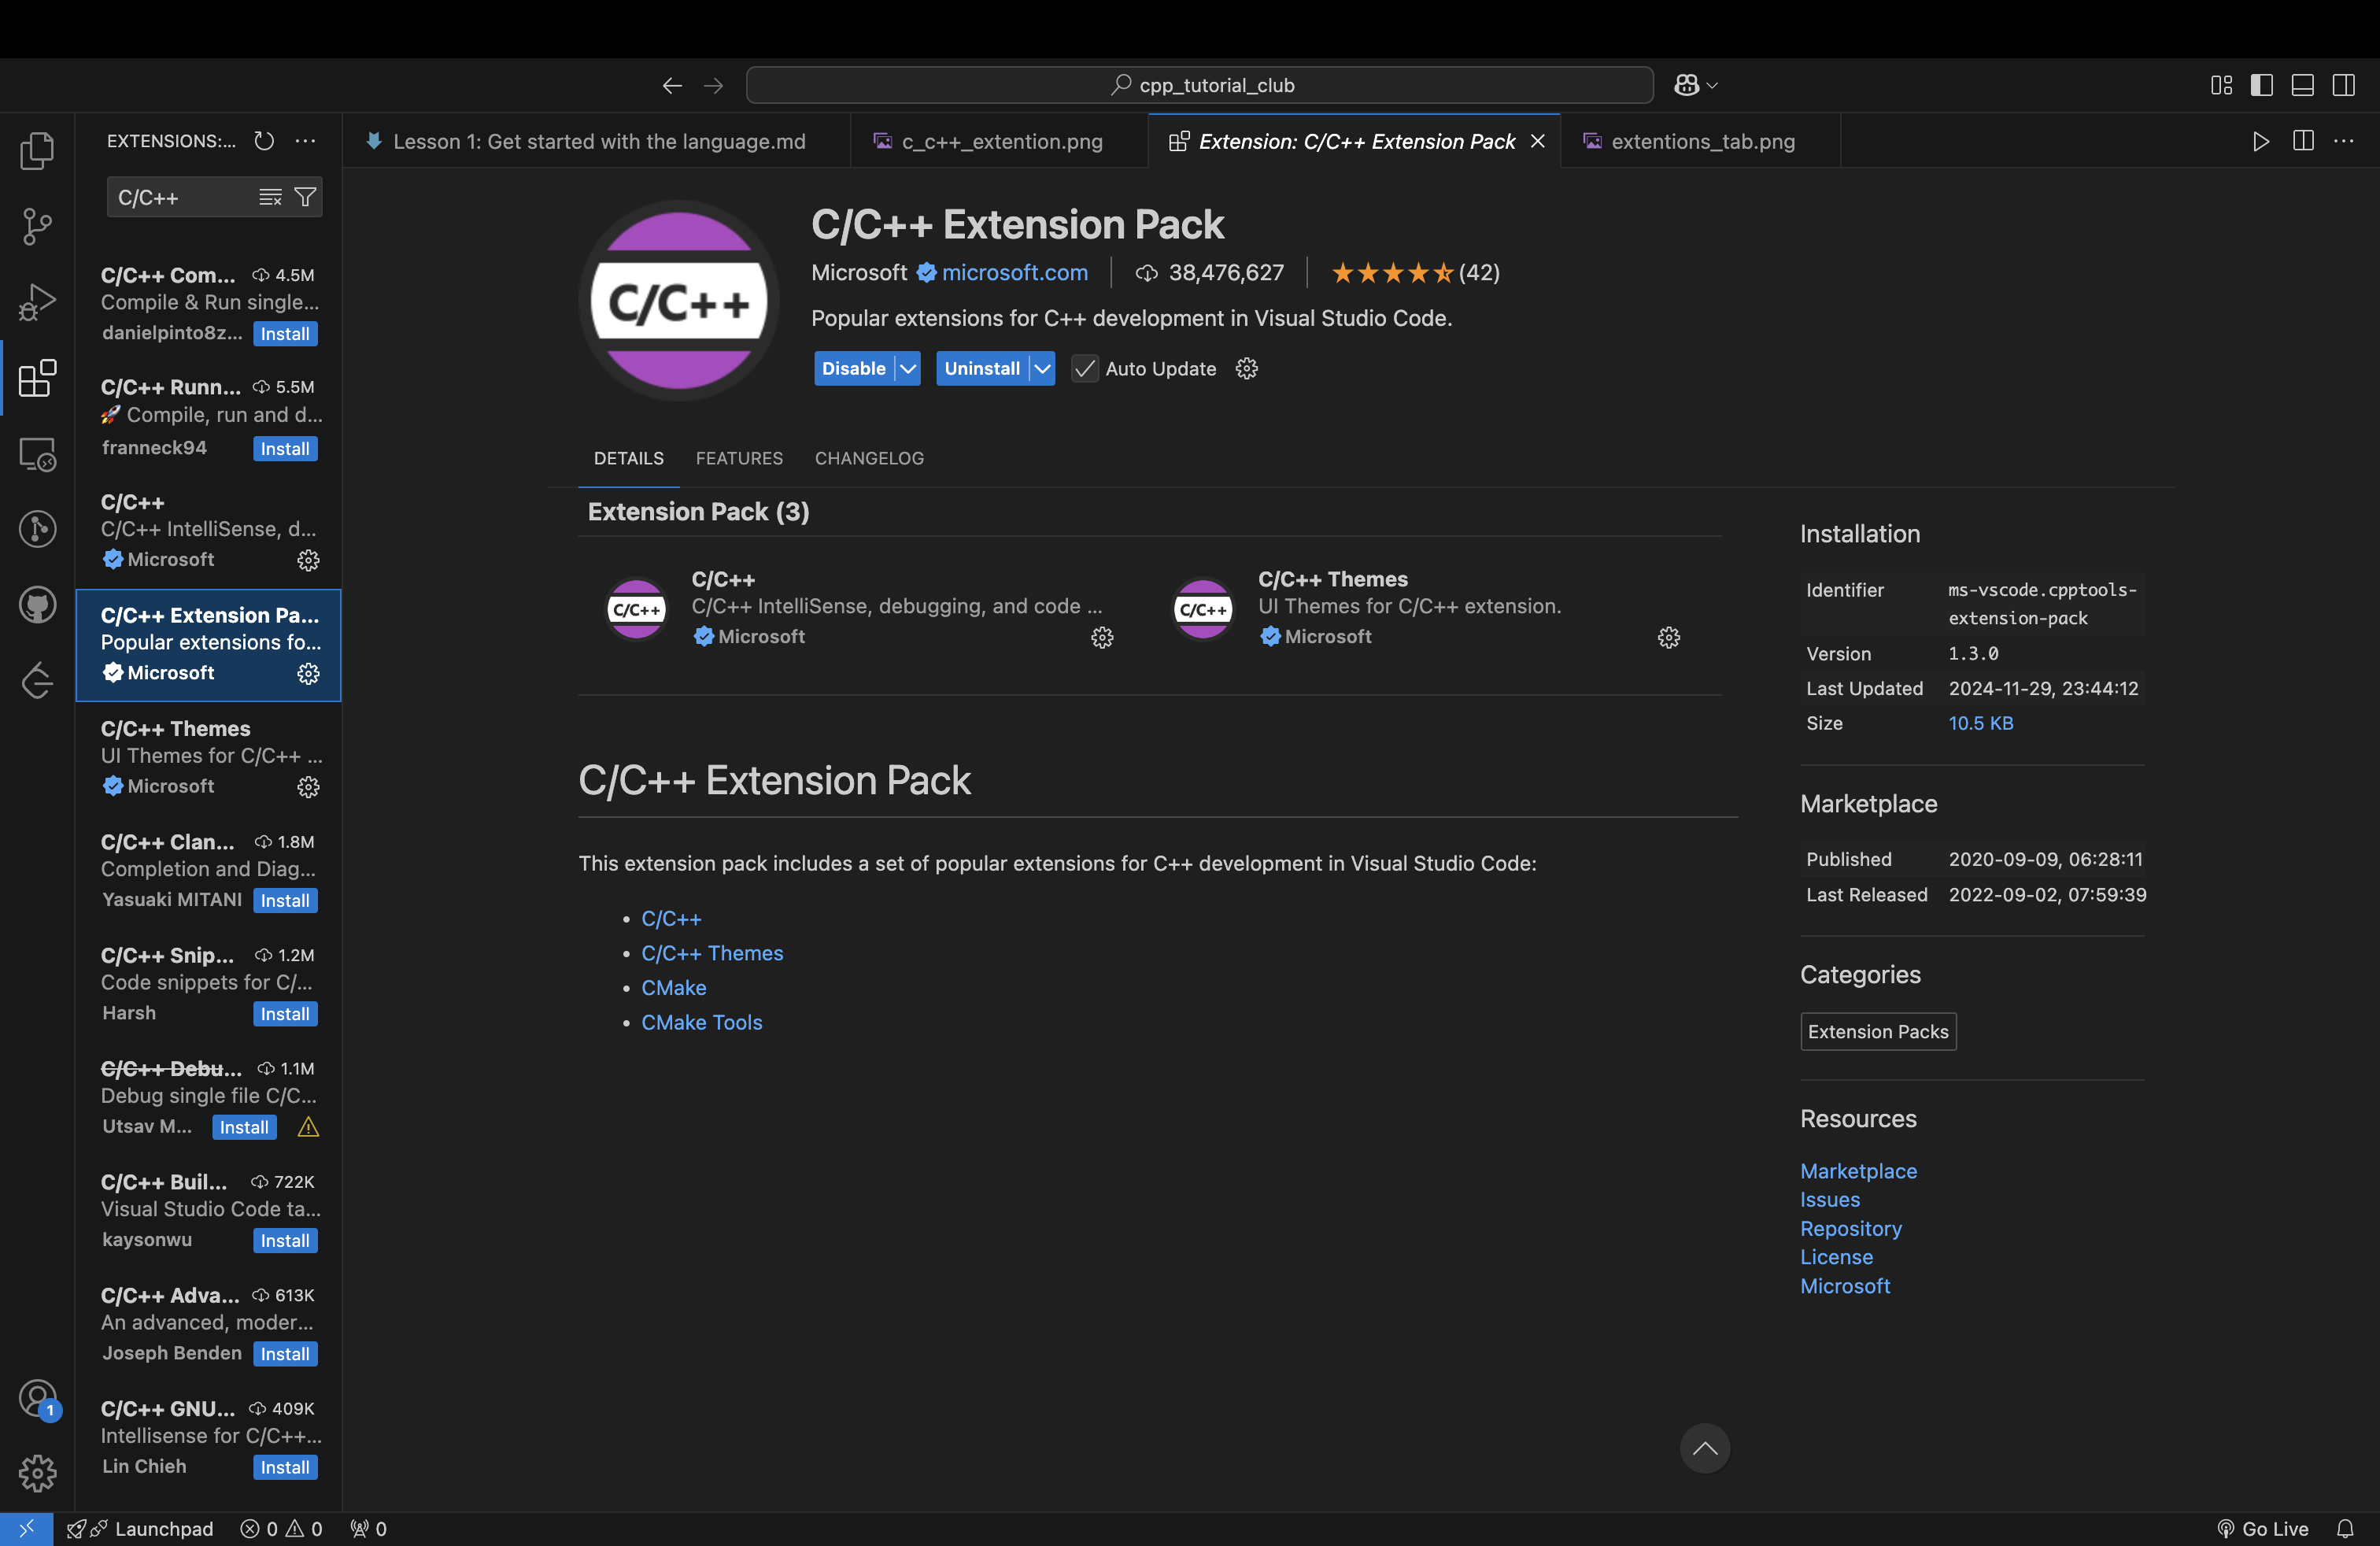 cpp_tutorial_club
EXTENSIONS:...
Lesson 1: Get started with the language.md
c_c++_extention.png
Extension: C/C++ Extension Pack
extentions_tab.png
C/C++
C/C++ Com... 4.5M
Compile & Run single...
danielpinto8z... Install
C/C++ Runn... 5.5M
🚀 Compile, run and d...
franneck94 Install
C/C++
C/C++ IntelliSense, d...
Microsoft
C/C++ Extension Pa...
Popular extensions fo...
Microsoft
C/C++ Themes
UI Themes for C/C++ ...
Microsoft
C/C++ Clan... 1.8M
Completion and Diag...
Yasuaki MITANI Install
C/C++ Snip... 1.2M
Code snippets for C/...
Harsh Install
C/C++ Debu... 1.1M
Debug single file C/C...
Utsav M... Install
C/C++ Buil... 722K
Visual Studio Code ta...
kaysonwu Install
C/C++ Adva... 613K
An advanced, moder...
Joseph Benden Install
C/C++ GNU... 409K
Intellisense for C/C++...
Lin Chieh Install
C/C++
C/C++ Extension Pack
Microsoft microsoft.com 38,476,627 (42)
Popular extensions for C++ development in Visual Studio Code.
Disable Uninstall Auto Update
DETAILS FEATURES CHANGELOG
Extension Pack (3)
C/C++
C/C++
C/C++ IntelliSense, debugging, and code ...
Microsoft
C/C++
C/C++ Themes
UI Themes for C/C++ extension.
Microsoft
C/C++ Extension Pack
This extension pack includes a set of popular extensions for C++ development in Visual Studio Code:
• C/C++
• C/C++ Themes
• CMake
• CMake Tools
Installation
Identifier ms-vscode.cpptools-
extension-pack
Version 1.3.0
Last Updated 2024-11-29, 23:44:12
Size 10.5 KB
Marketplace
Published 2020-09-09, 06:28:11
Last Released 2022-09-02, 07:59:39
Categories
Extension Packs
Resources
Marketplace
Issues
Repository
License
Microsoft
1
Launchpad 0 0 0
Go Live